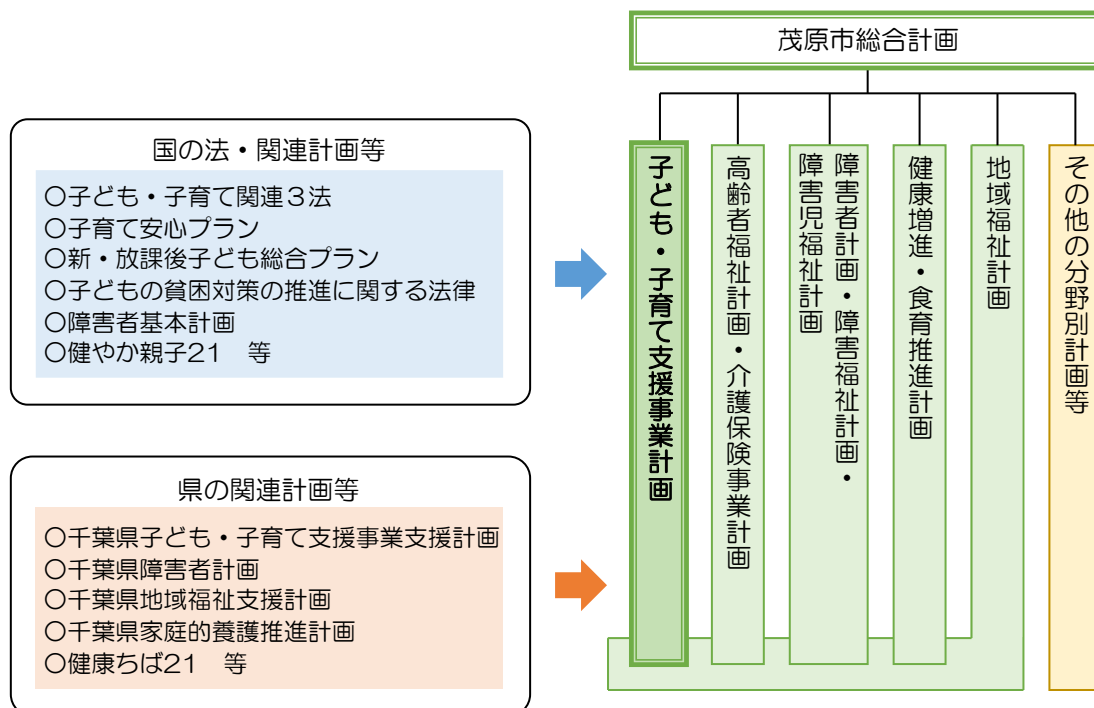 茂原市総合計画
国の法・関連計画等
〇子ども・子育て関連３法
〇子育て安心プラン
〇新・放課後子ども総合プラン
〇子どもの貧困対策の推進に関する法律
〇障害者基本計画
〇健やか親子21　等
県の関連計画等
〇千葉県子ども・子育て支援事業支援計画
〇千葉県障害者計画
〇千葉県地域福祉支援計画
〇千葉県家庭的養護推進計画
〇健康ちば21　等
子ども・子育て支援事業計画
高齢者福祉計画・介護保険事業計画
障害者計画・障害福祉計画・
障害児福祉計画
健康増進・食育推進計画
地域福祉計画
その他の分野別計画等